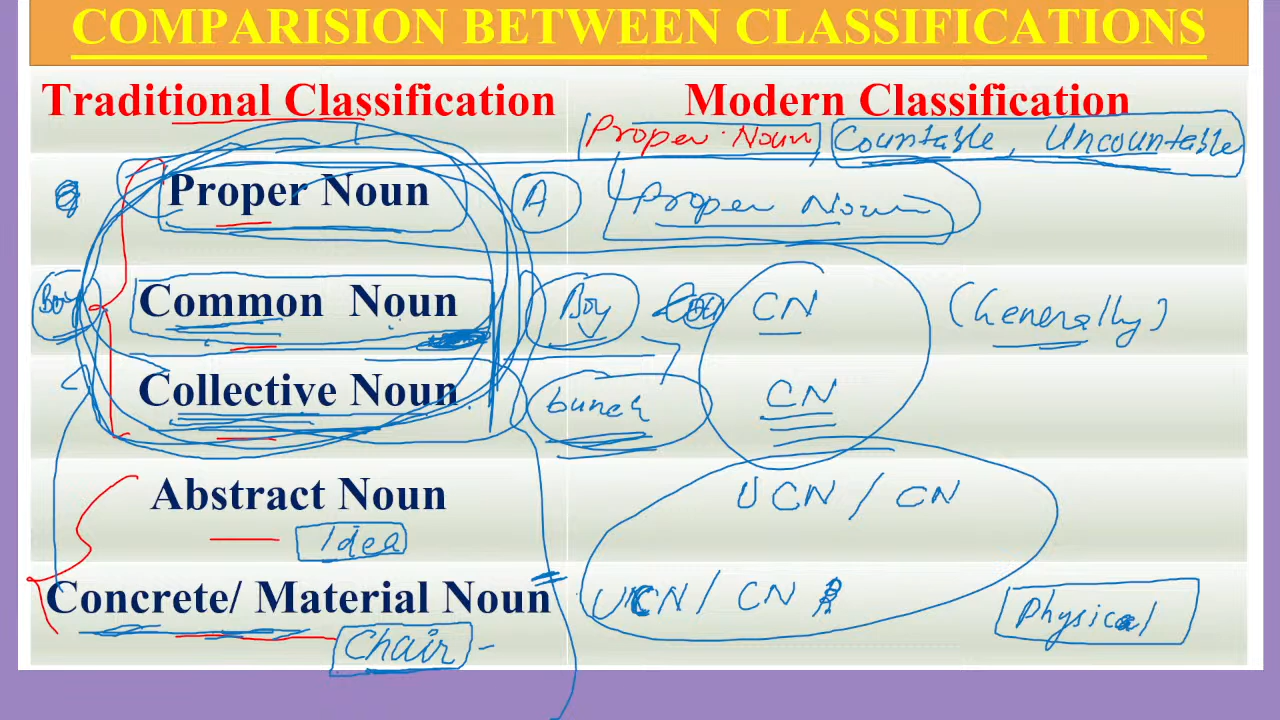 COMPARISION BETWEEN CLASSIFICATIONS
Traditional Classification Modern Classification
Proper Noun, Countable, Uncountable
Proper Noun A Proper Noun
Boy Common Noun Boy CN (Generally)
Collective Noun bunch CN
Abstract Noun UCN / CN
Idea
Concrete/ Material Noun UCN / CN Physical
Chair